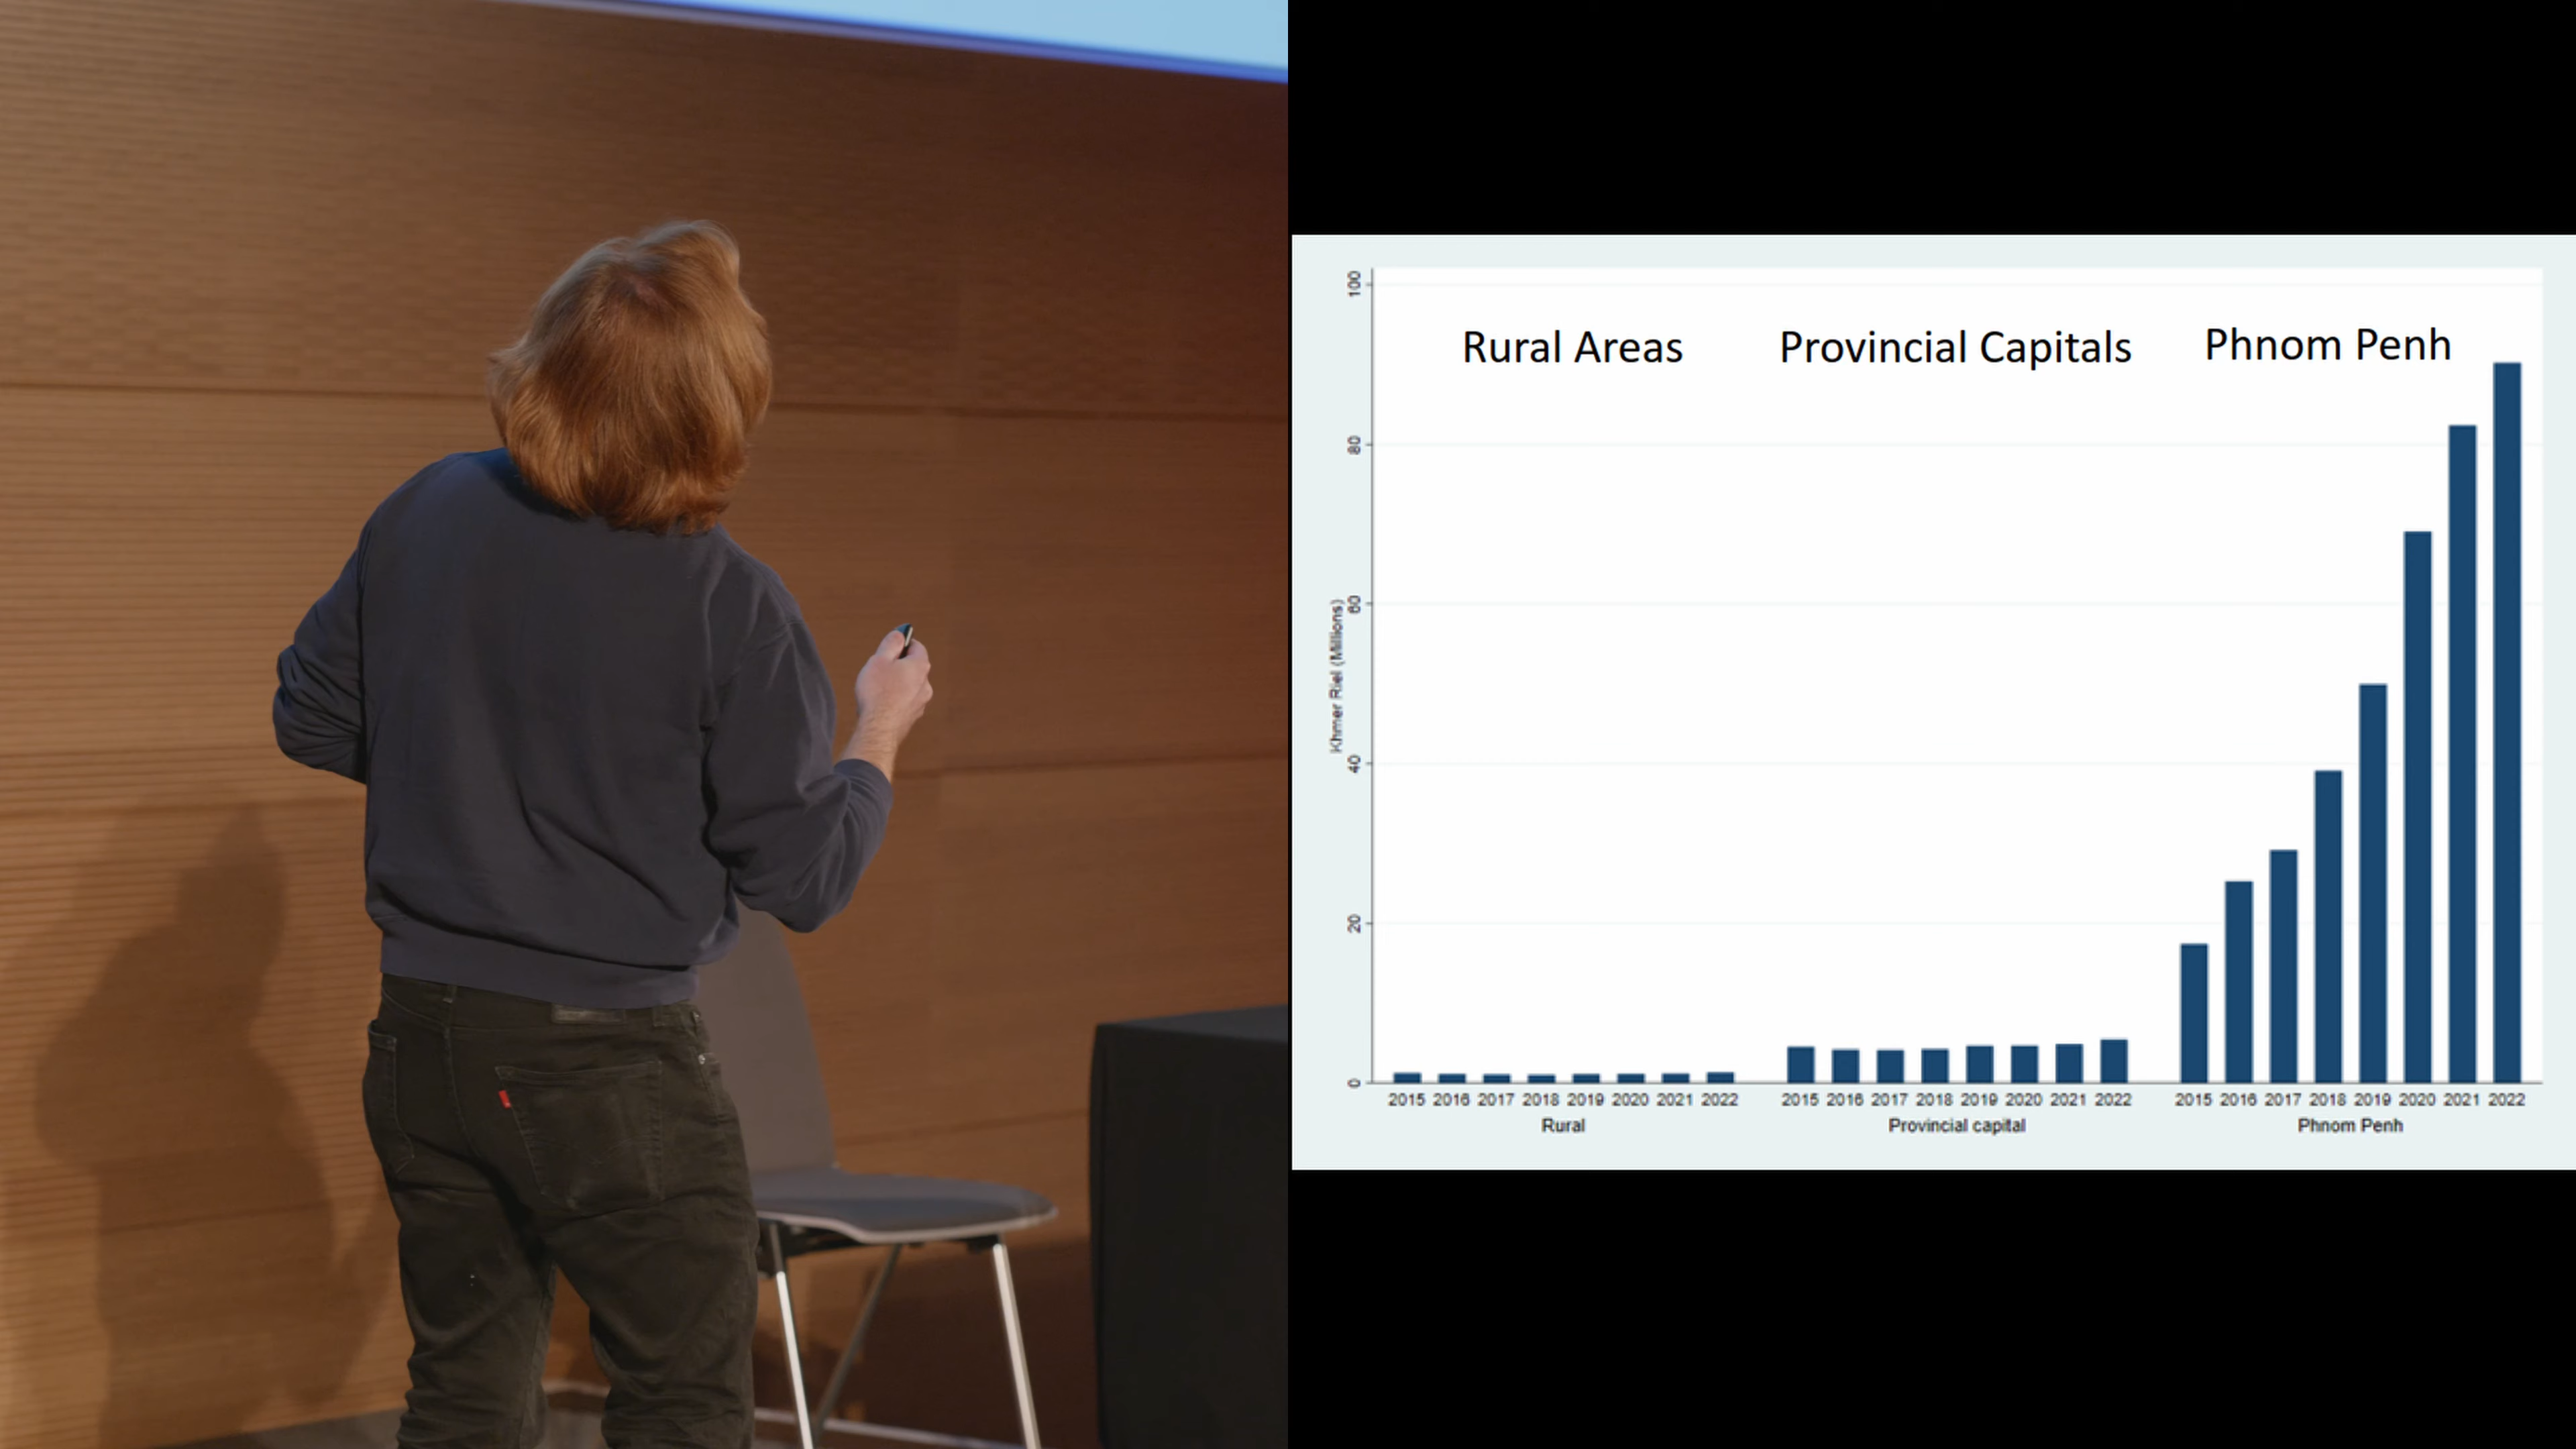 Rural Areas Provincial Capitals Phnom Penh
100
80
60
40
20
0
Khmer Riel (Millions)
2015 2016 2017 2018 2019 2020 2021 2022 2015 2016 2017 2018 2019 2020 2021 2022 2015 2016 2017 2018 2019 2020 2021 2022
Rural Provincial capital Phnom Penh